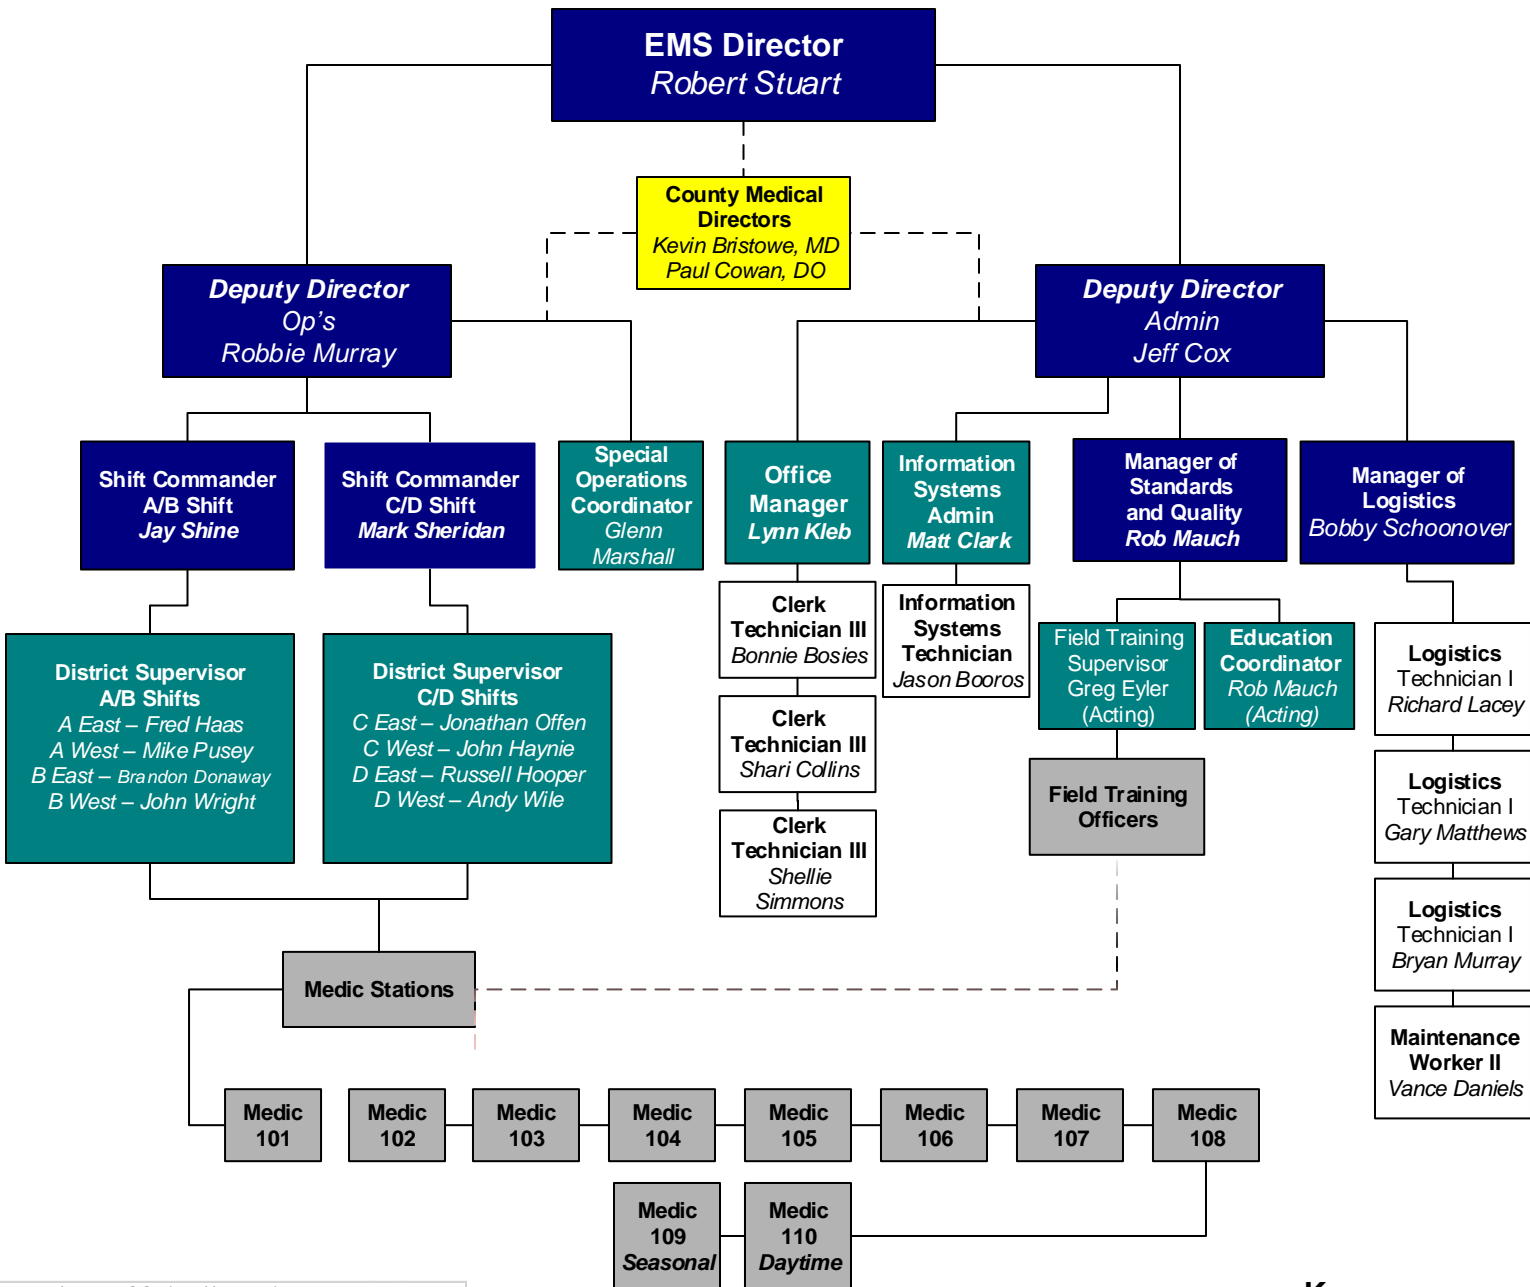 EMS Director
Robert Stuart
County Medical
Directors
Kevin Bristowe, MD
Paul Cowan, DO
Deputy Director
Op's
Robbie Murray
Deputy Director
Admin
Jeff Cox
Shift Commander
A/B Shift
Jay Shine
Shift Commander
C/D Shift
Mark Sheridan
Special
Operations
Coordinator
Glenn
Marshall
Office
Manager
Lynn Kleb
Information
Systems
Admin
Matt Clark
Manager of
Standards
and Quality
Rob Mauch
Manager of
Logistics
Bobby Schoonover
District Supervisor
A/B Shifts
A East – Fred Haas
A West – Mike Pusey
B East – Brandon Donaway
B West – John Wright
District Supervisor
C/D Shifts
C East – Jonathan Offen
C West – John Haynie
D East – Russell Hooper
D West – Andy Wile
Clerk
Technician III
Bonnie Bosies
Clerk
Technician III
Shari Collins
Clerk
Technician III
Shellie
Simmons
Information
Systems
Technician
Jason Booros
Field Training
Supervisor
Greg Eyler
(Acting)
Education
Coordinator
Rob Mauch
(Acting)
Field Training
Officers
Logistics
Technician I
Richard Lacey
Logistics
Technician I
Gary Matthews
Logistics
Technician I
Bryan Murray
Maintenance
Worker II
Vance Daniels
Medic Stations
Medic
101
Medic
102
Medic
103
Medic
104
Medic
105
Medic
106
Medic
107
Medic
108
Medic
109
Seasonal
Medic
110
Daytime